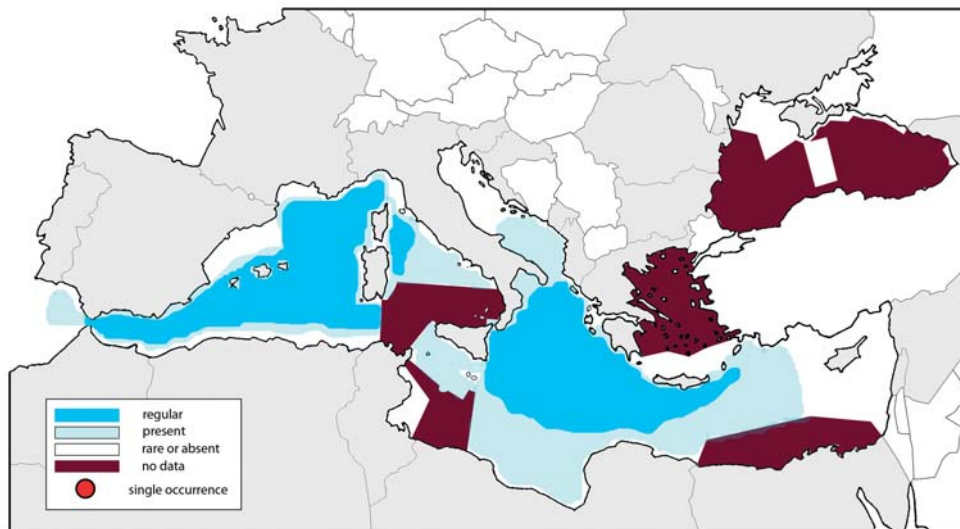 regular
present
rare or absent
no data
single occurrence